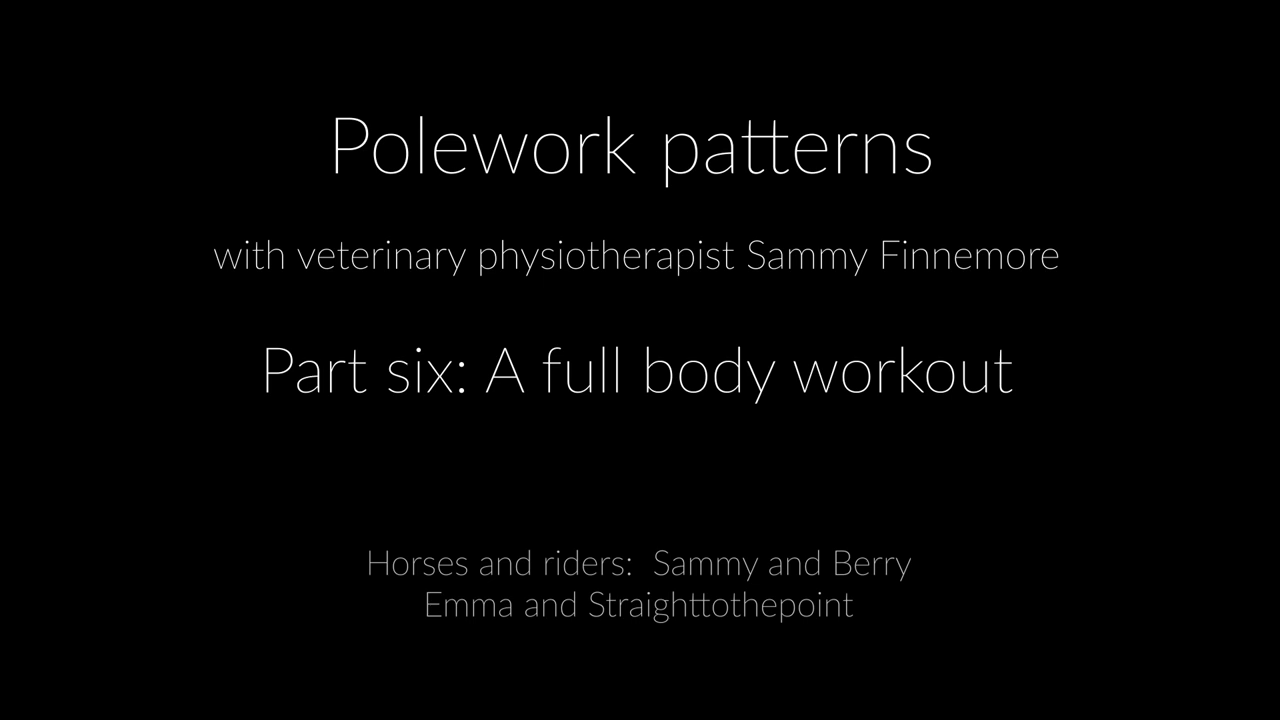 Polework patterns
with veterinary physiotherapist Sammy Finnemore
Part six: A full body workout
Horses and riders:  Sammy and Berry
Emma and Straighttothepoint